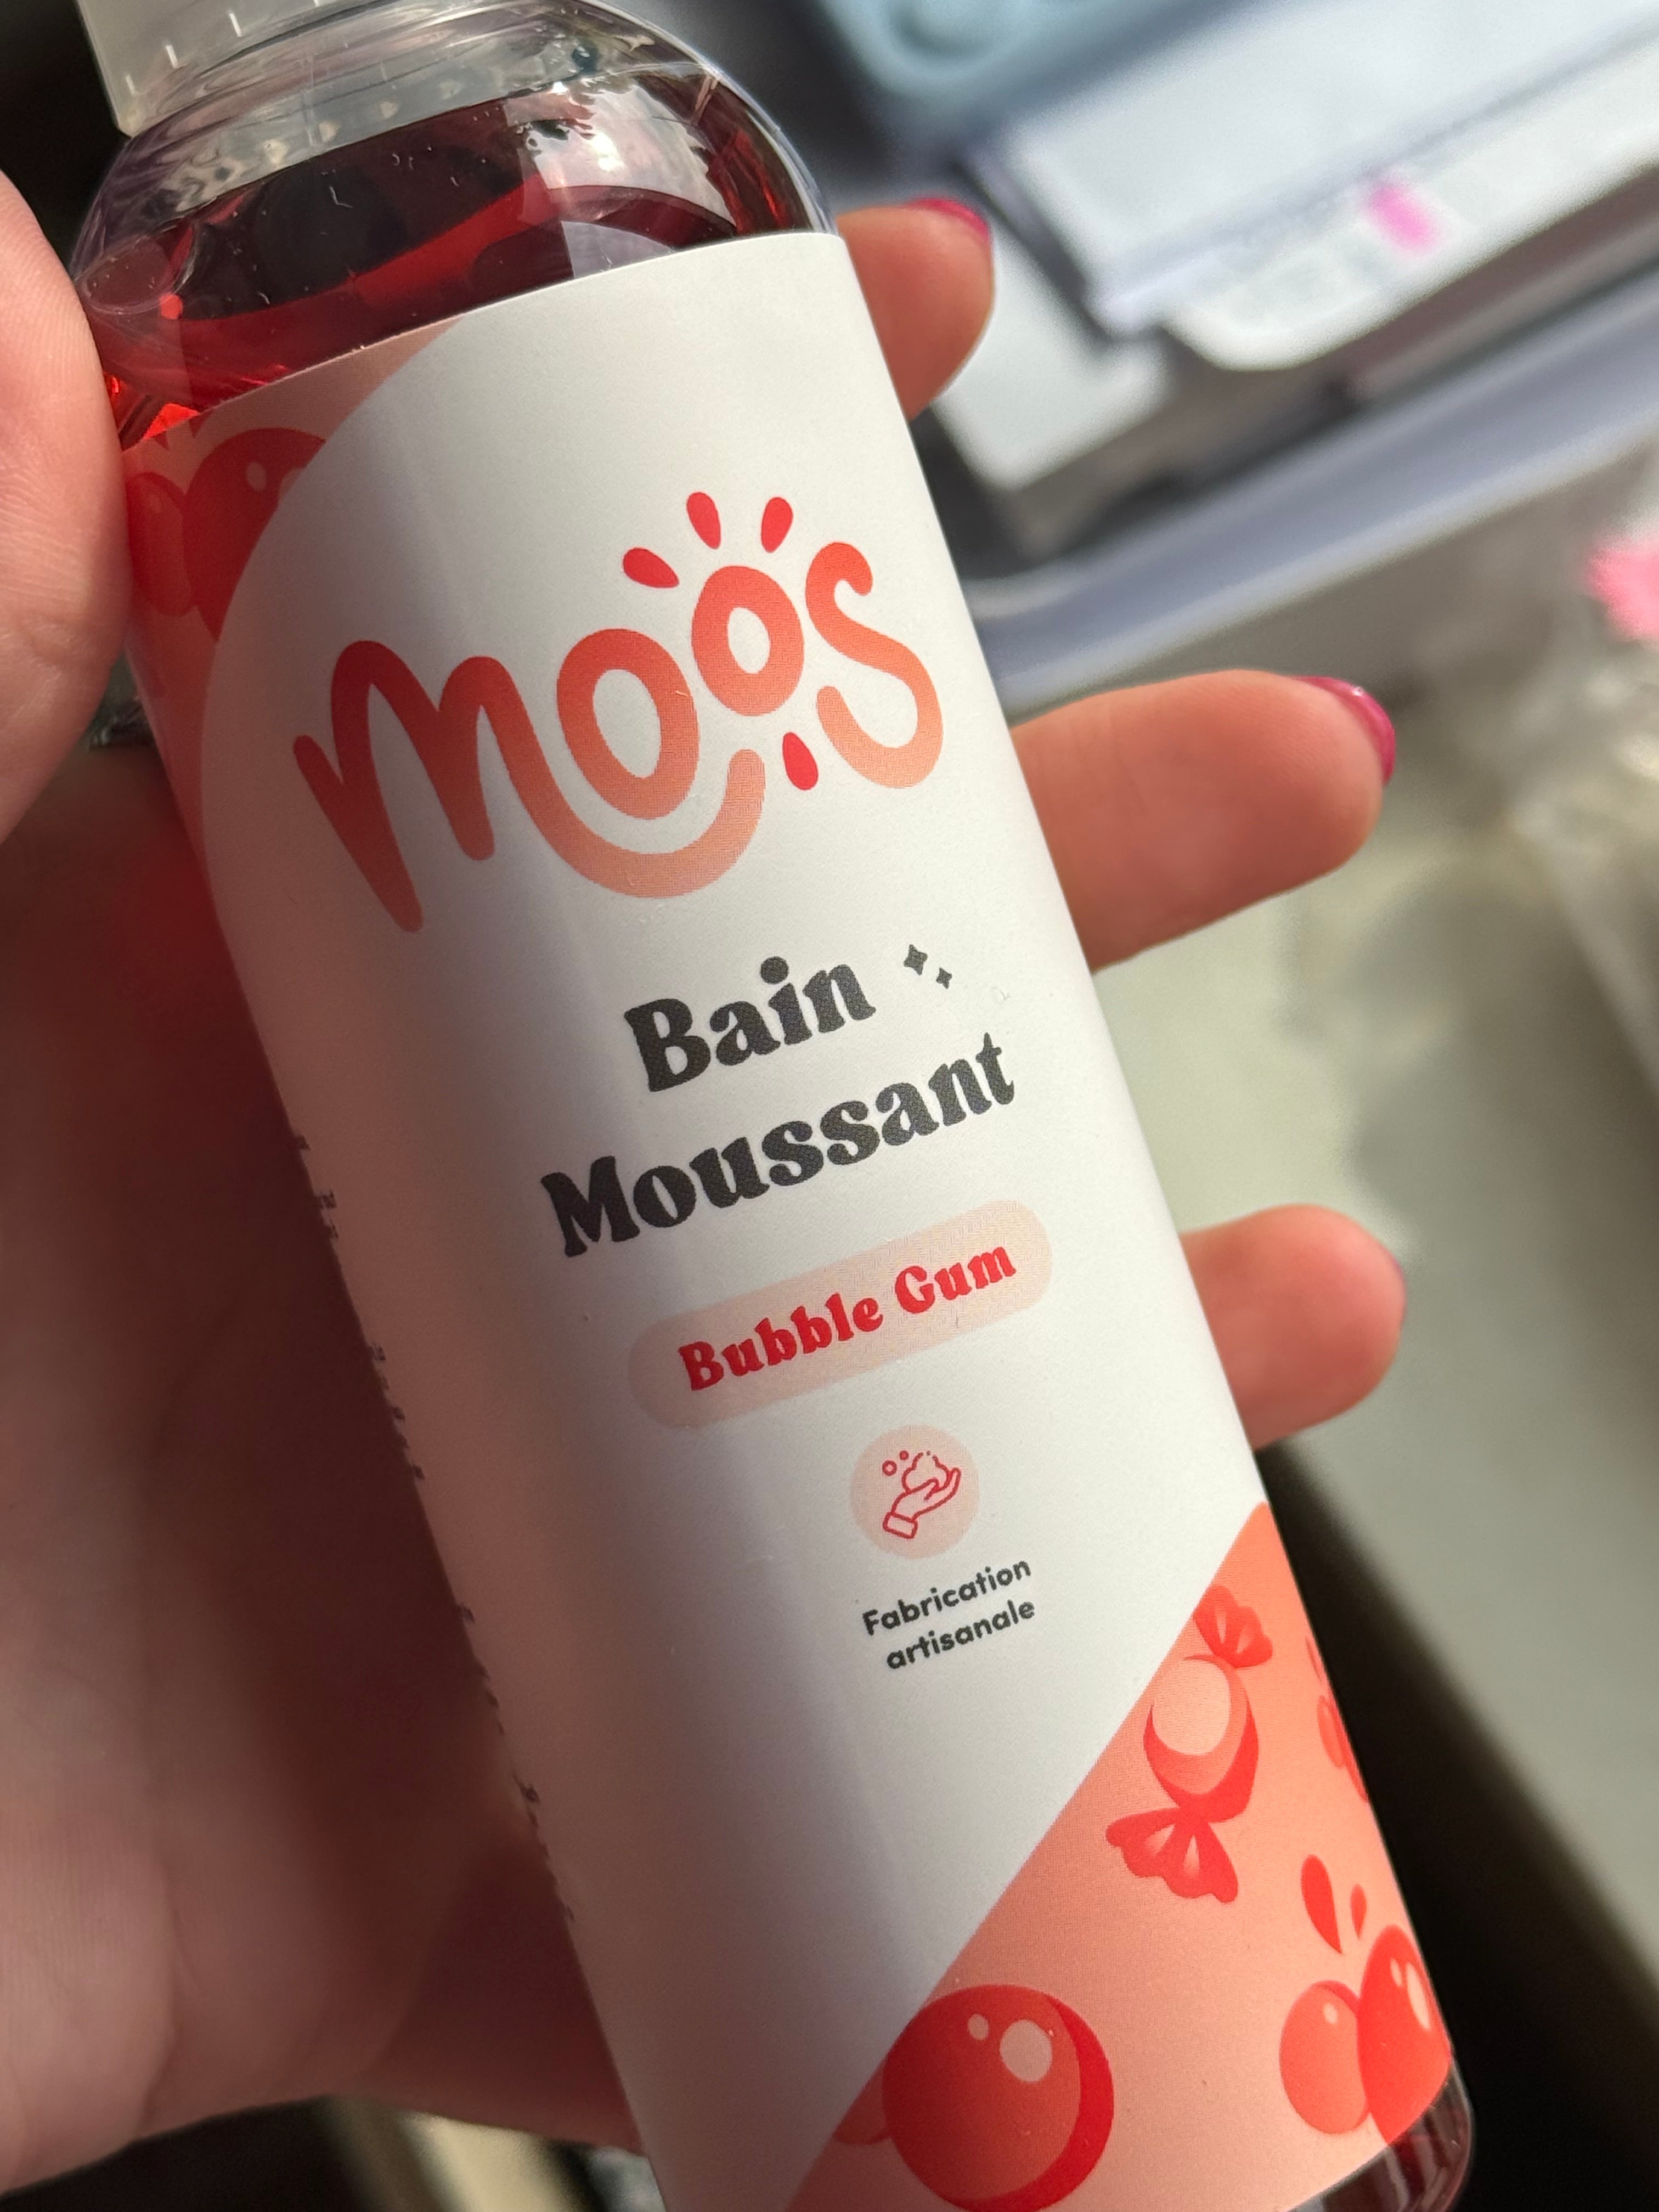 moos
Bain
Moussant
Bubble Gum
Fabrication
artisanale